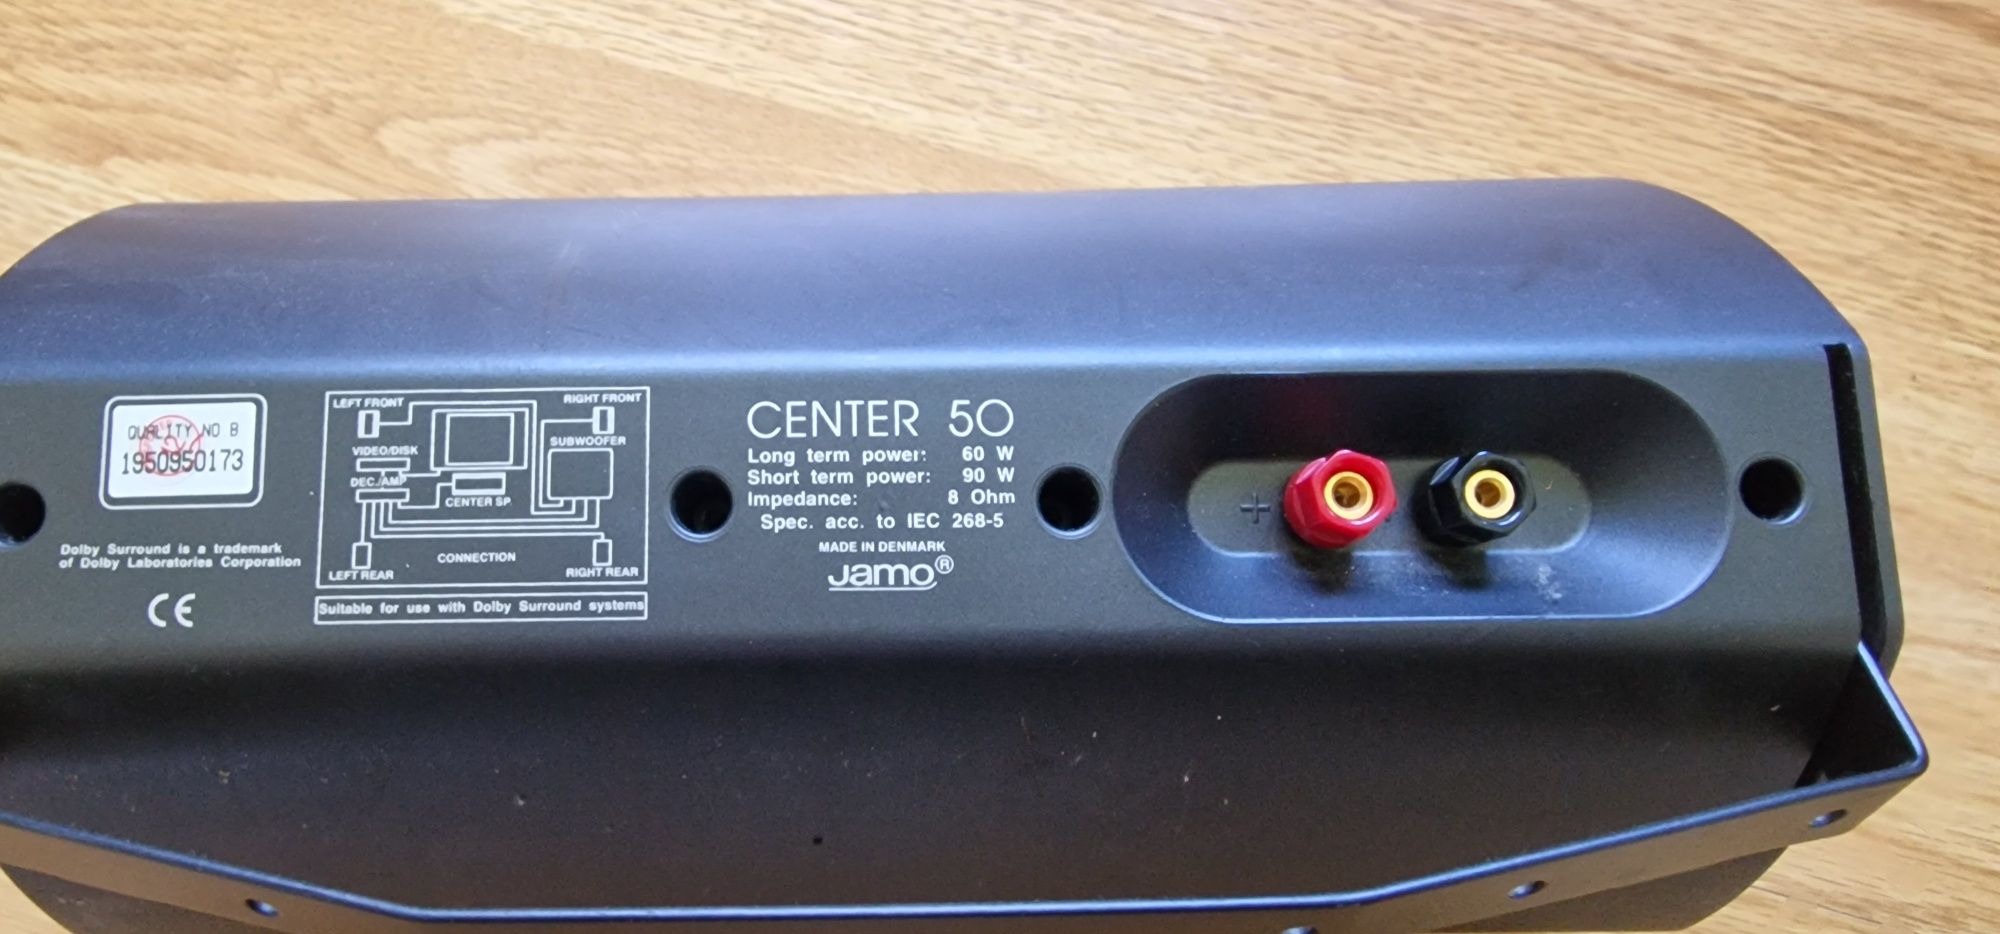 QUALITY NO B
1950950173
Dolby Surround is a trademark
of Dolby Laboratories Corporation
CE
LEFT FRONT
RIGHT FRONT
SUBWOOFER
VIDEO/DISK
DEC./AMP
CENTER SP.
CONNECTION
LEFT REAR
RIGHT REAR
Suitable for use with Dolby Surround systems
CENTER 50
Long term power: 60 W
Short term power: 90 W
Impedance: 8 Ohm
Spec. acc. to IEC 268-5
MADE IN DENMARK
Jamo®
+